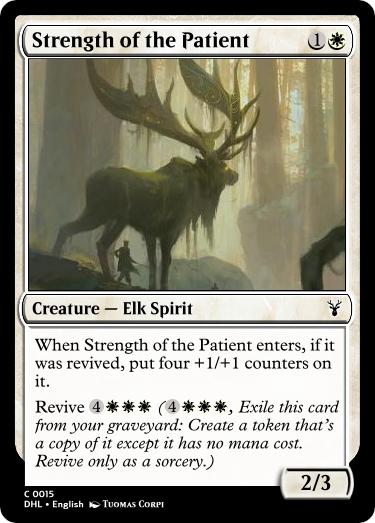 Strength of the Patient 1
Creature — Elk Spirit
When Strength of the Patient enters, if it
was revived, put four +1/+1 counters on
it.
Revive 4 (4, Exile this card
from your graveyard: Create a token that's
a copy of it except it has no mana cost.
Revive only as a sorcery.)
2/3
C 0015
DHL • English Tuomas Corpi